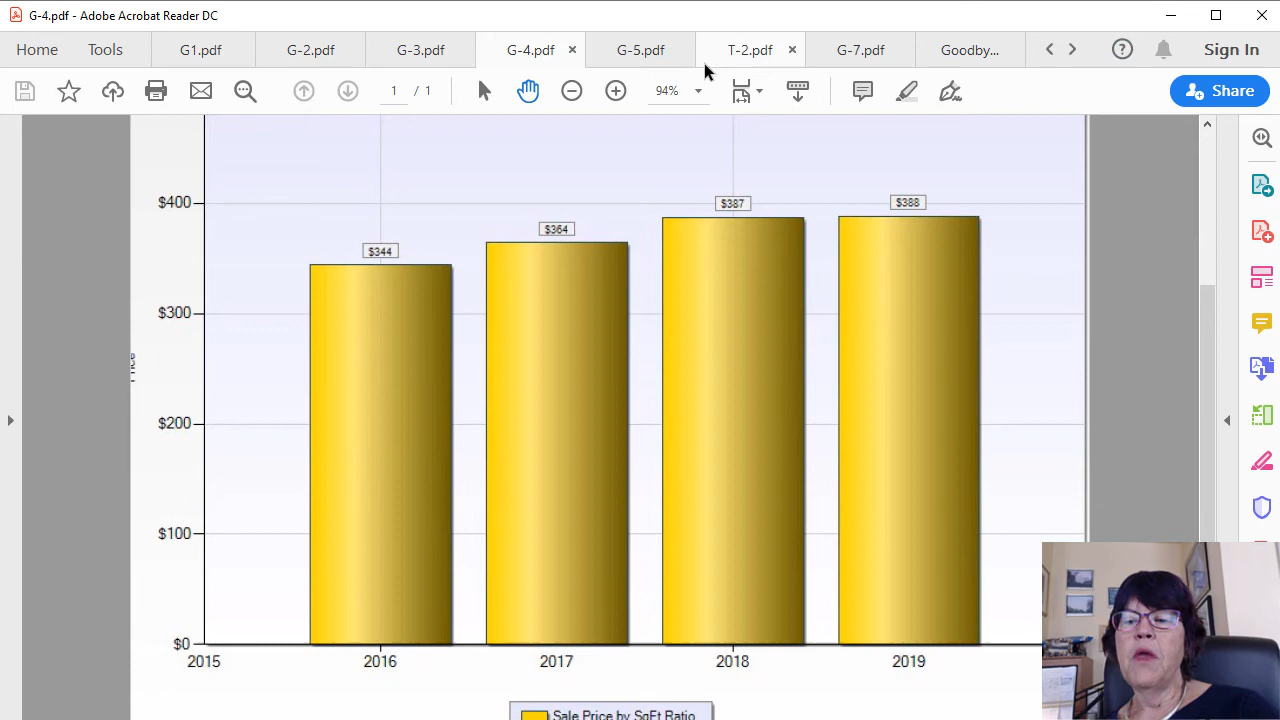 G-4.pdf - Adobe Acrobat Reader DC
Home Tools G1.pdf G-2.pdf G-3.pdf G-4.pdf G-5.pdf T-2.pdf G-7.pdf Goodby... Sign In
1 / 1 94% Share
$400
$388
$387
$364
$344
$300
Price
$200
$100
$0
2015 2016 2017 2018 2019
Sale Price by SqFt Ratio